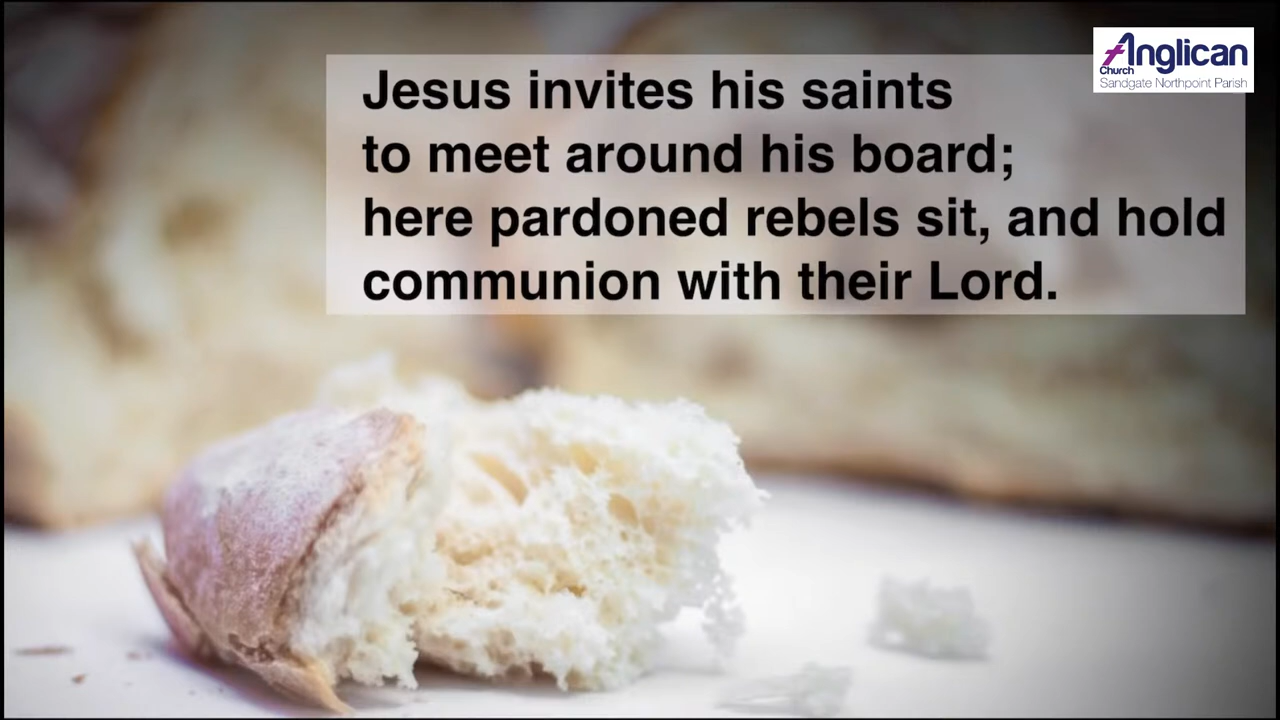 Jesus invites his saints
to meet around his board;
here pardoned rebels sit, and hold
communion with their Lord.
Anglican
Church
Sandgate Northpoint Parish